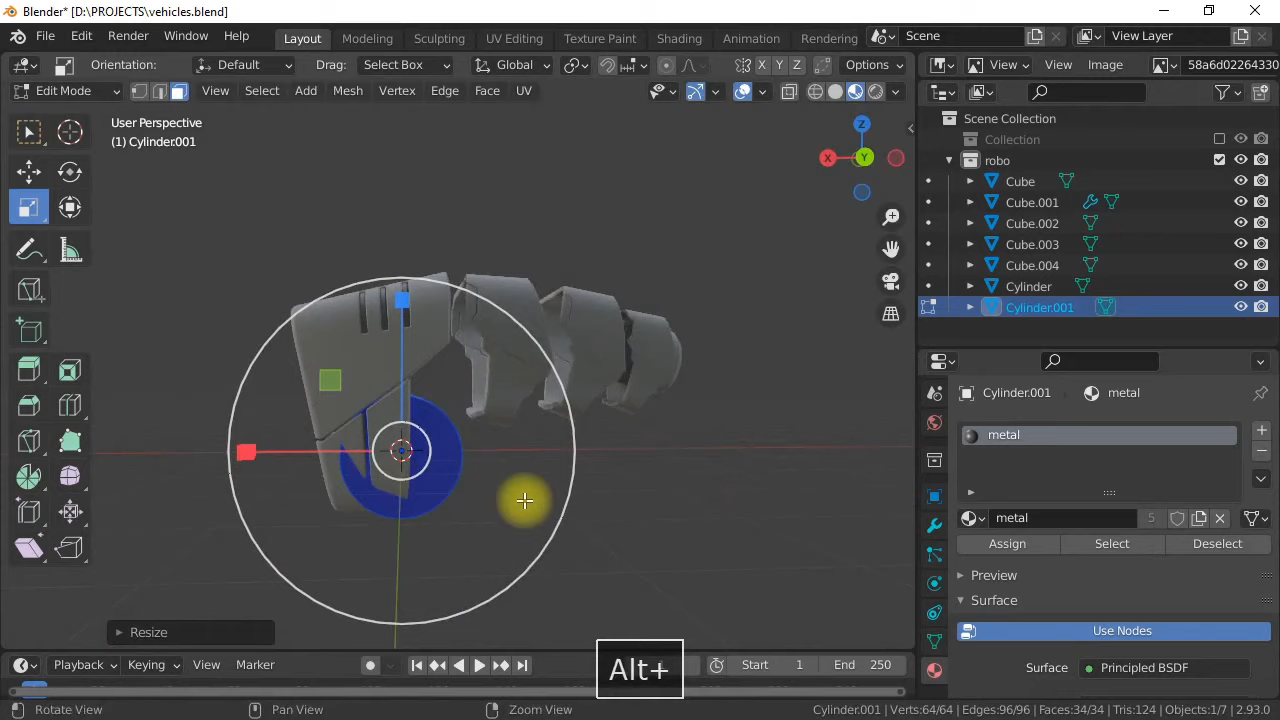 Blender* [D:\PROJECTS\vehicles.blend]
File Edit Render Window Help Layout Modeling Sculpting UV Editing Texture Paint Shading Animation Rendering Scene View Layer
Orientation: Default Drag: Select Box Global X Y Z Options View View Image 58a6d02264330
Edit Mode View Select Add Mesh Vertex Edge Face UV
User Perspective
(1) Cylinder.001
Z
X
Y
Scene Collection
Collection
robo
Cube
Cube.001
Cube.002
Cube.003
Cube.004
Cylinder
Cylinder.001
Cylinder.001 metal
metal
metal 5
Assign Select Deselect
Preview
Surface
Use Nodes
Surface Principled BSDF
Resize
Alt+
Playback Keying View Marker Start 1 End 250
Rotate View Pan View Zoom View Cylinder.001 | Verts:64/64 | Edges:96/96 | Faces:34/34 | Tris:124 | Objects:1/7 | 2.93.0